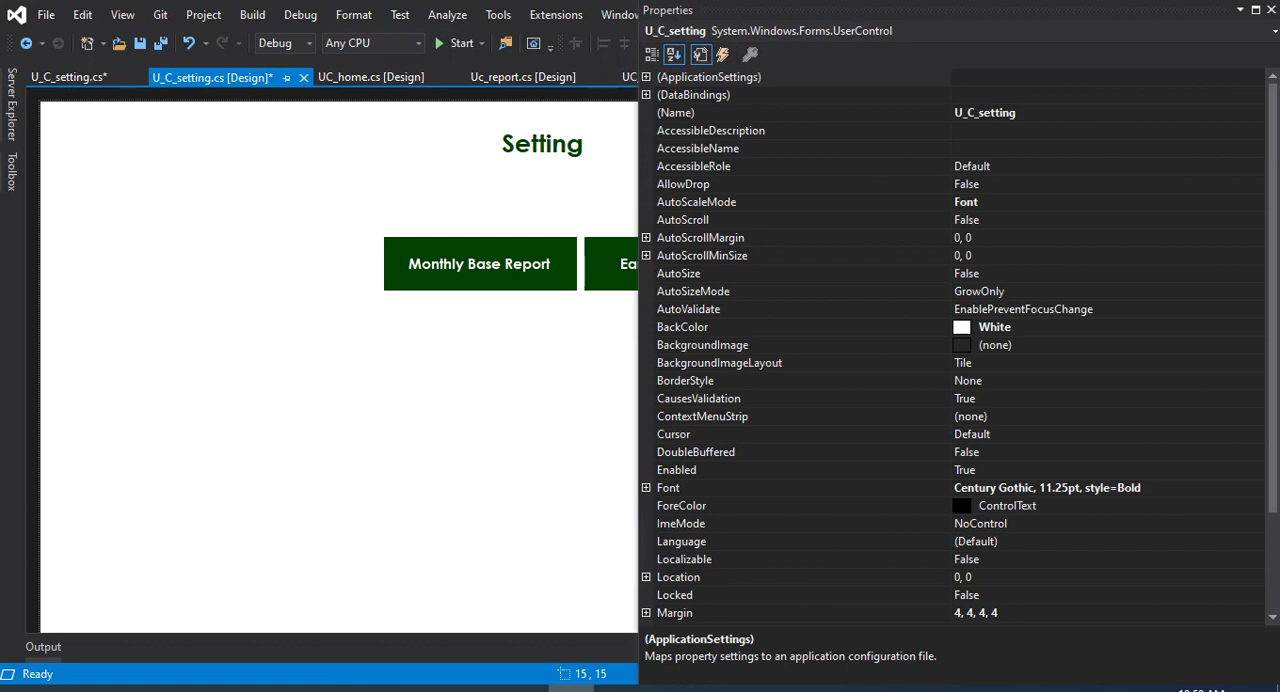 File Edit View Git Project Build Debug Format Test Analyze Tools Extensions Window
Debug Any CPU Start
U_C_setting.cs* U_C_setting.cs [Design]* UC_home.cs [Design] Uc_report.cs [Design] UC
Server Explorer
Toolbox
Setting
Monthly Base Report Ea
Output
Ready 15 , 15
Properties
U_C_setting System.Windows.Forms.UserControl
(ApplicationSettings)
(DataBindings)
(Name) U_C_setting
AccessibleDescription
AccessibleName
AccessibleRole Default
AllowDrop False
AutoScaleMode Font
AutoScroll False
AutoScrollMargin 0, 0
AutoScrollMinSize 0, 0
AutoSize False
AutoSizeMode GrowOnly
AutoValidate EnablePreventFocusChange
BackColor White
BackgroundImage (none)
BackgroundImageLayout Tile
BorderStyle None
CausesValidation True
ContextMenuStrip (none)
Cursor Default
DoubleBuffered False
Enabled True
Font Century Gothic, 11.25pt, style=Bold
ForeColor ControlText
ImeMode NoControl
Language (Default)
Localizable False
Location 0, 0
Locked False
Margin 4, 4, 4, 4
(ApplicationSettings)
Maps property settings to an application configuration file.